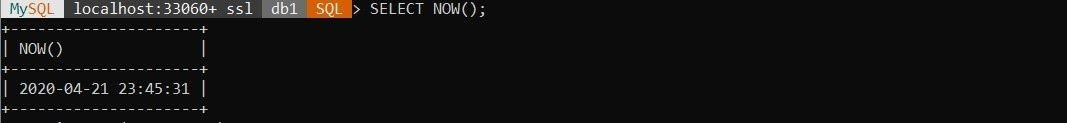 MySQL localhost:33060+ ssl db1 SQL > SELECT NOW();
+---------------------+
| NOW()               |
+---------------------+
| 2020-04-21 23:45:31 |
+---------------------+